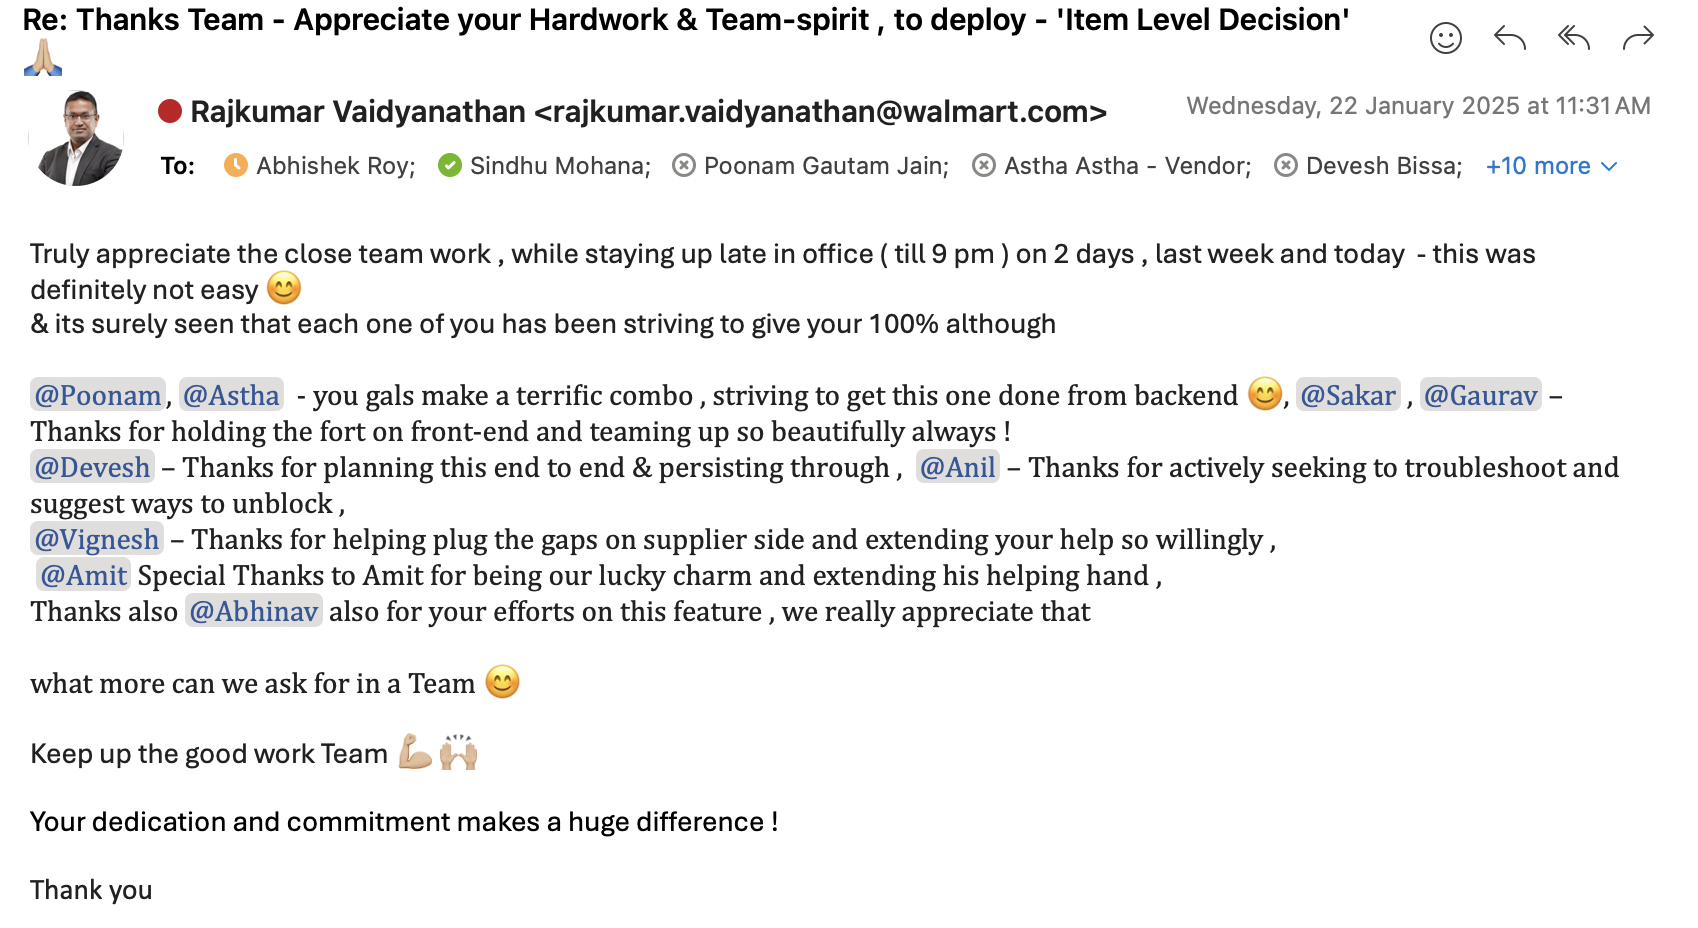 Re: Thanks Team - Appreciate your Hardwork & Team-spirit , to deploy - 'Item Level Decision'
🙏🏼
Rajkumar Vaidyanathan <rajkumar.vaidyanathan@walmart.com>
Wednesday, 22 January 2025 at 11:31 AM
To: Abhishek Roy; Sindhu Mohana; Poonam Gautam Jain; Astha Astha - Vendor; Devesh Bissa; +10 more
Truly appreciate the close team work , while staying up late in office ( till 9 pm ) on 2 days , last week and today  - this was
definitely not easy 😊
& its surely seen that each one of you has been striving to give your 100% although
@Poonam, @Astha  - you gals make a terrific combo , striving to get this one done from backend 😊, @Sakar , @Gaurav –
Thanks for holding the fort on front-end and teaming up so beautifully always !
@Devesh – Thanks for planning this end to end & persisting through ,  @Anil – Thanks for actively seeking to troubleshoot and
suggest ways to unblock ,
@Vignesh – Thanks for helping plug the gaps on supplier side and extending your help so willingly ,
@Amit Special Thanks to Amit for being our lucky charm and extending his helping hand ,
Thanks also @Abhinav also for your efforts on this feature , we really appreciate that
what more can we ask for in a Team 😊
Keep up the good work Team 💪🏼🙌🏼
Your dedication and commitment makes a huge difference !
Thank you